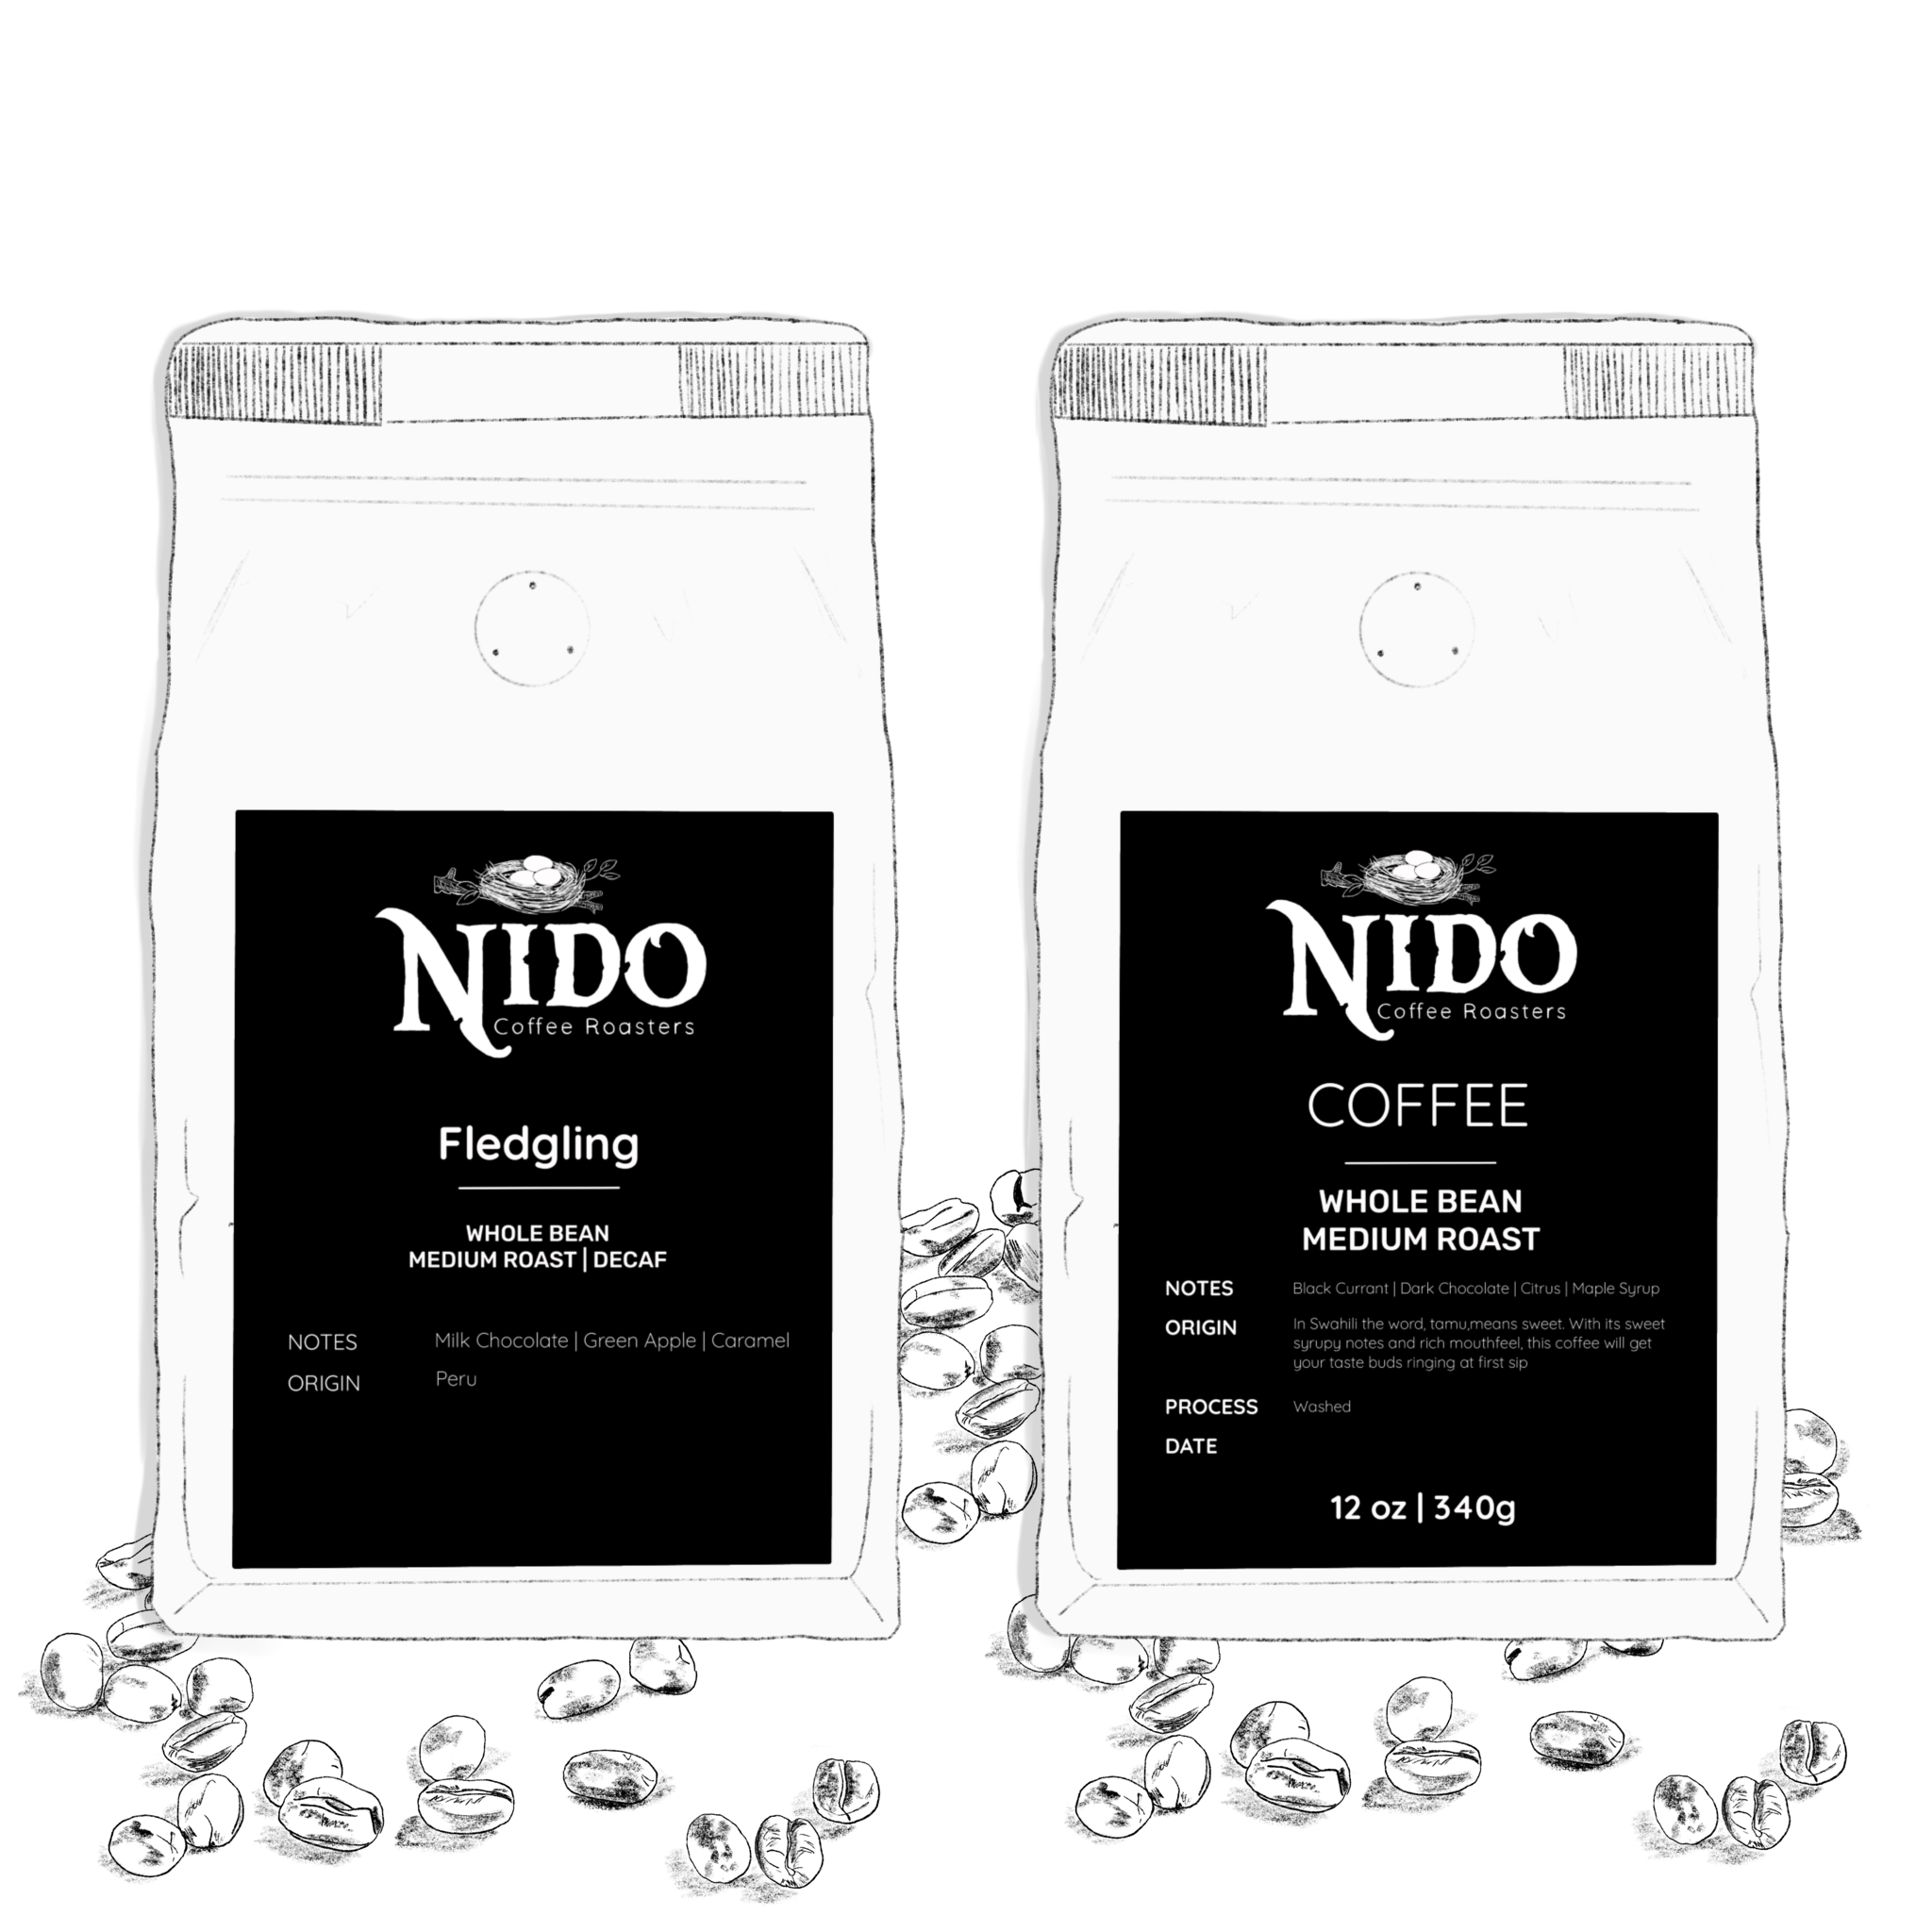 NIDO
Coffee Roasters
Fledgling
WHOLE BEAN
MEDIUM ROAST | DECAF
NOTES Milk Chocolate | Green Apple | Caramel
ORIGIN Peru
NIDO
Coffee Roasters
COFFEE
WHOLE BEAN
MEDIUM ROAST
NOTES Black Currant | Dark Chocolate | Citrus | Maple Syrup
ORIGIN In Swahili the word, tamu,means sweet. With its sweet
syrupy notes and rich mouthfeel, this coffee will get
your taste buds ringing at first sip
PROCESS Washed
DATE
12 oz | 340g